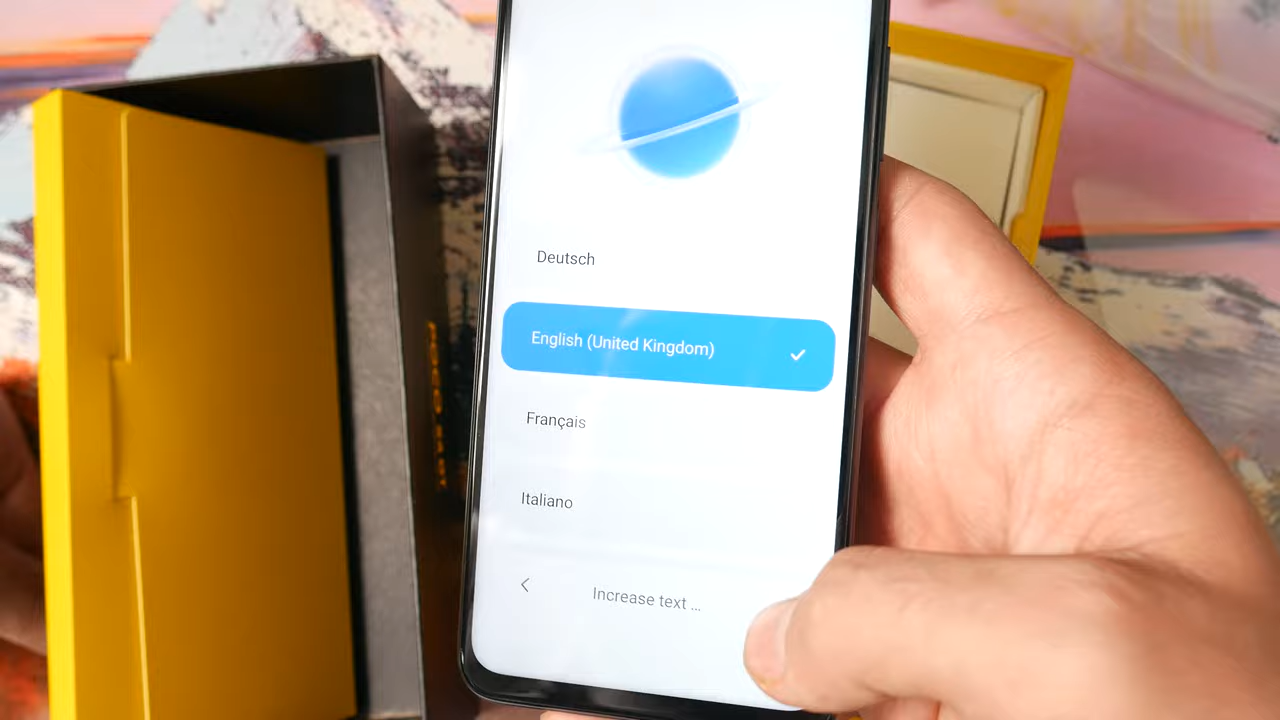 Deutsch
English (United Kingdom)
Français
Italiano
Increase text ...